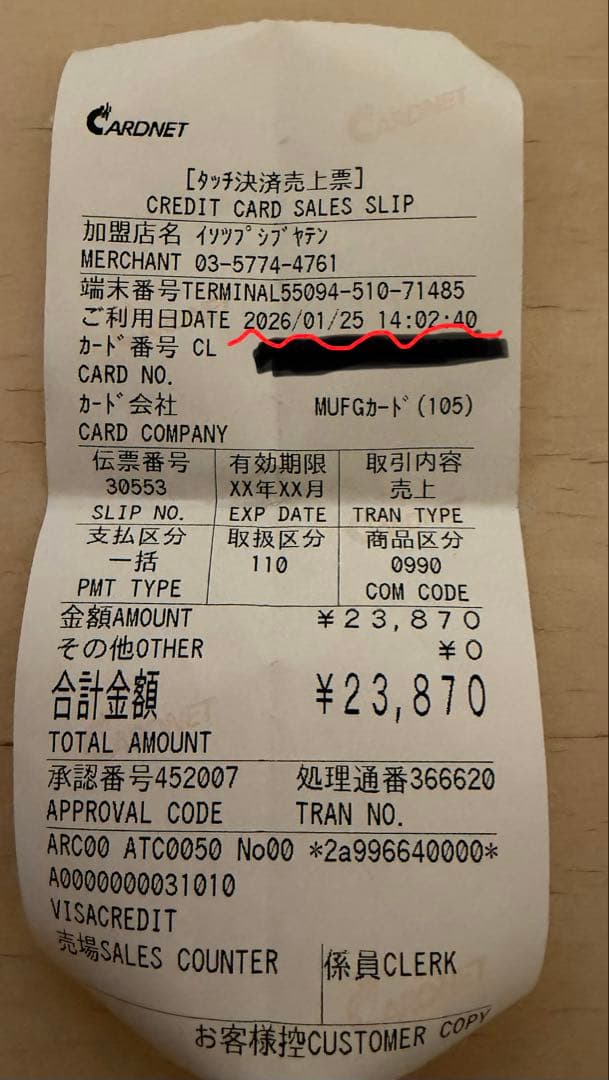 CARDNET
[タッチ決済売上票]
CREDIT CARD SALES SLIP
加盟店名 イソツプシブヤテン
MERCHANT 03-5774-4761
端末番号TERMINAL55094-510-71485
ご利用日DATE 2026/01/25 14:02:40
カード番号 CL
CARD NO.
カード会社 MUFGカード(105)
CARD COMPANY
伝票番号 有効期限 取引内容
30553 XX年XX月 売上
SLIP NO. EXP DATE TRAN TYPE
支払区分 取扱区分 商品区分
一括 110 0990
PMT TYPE COM CODE
金額AMOUNT ¥23,870
その他OTHER ¥0
合計金額 ¥23,870
TOTAL AMOUNT
承認番号452007 処理通番366620
APPROVAL CODE TRAN NO.
ARC00 ATC0050 No00 *2a996640000*
A0000000031010
VISACREDIT
売場SALES COUNTER 係員CLERK
お客様控CUSTOMER COPY